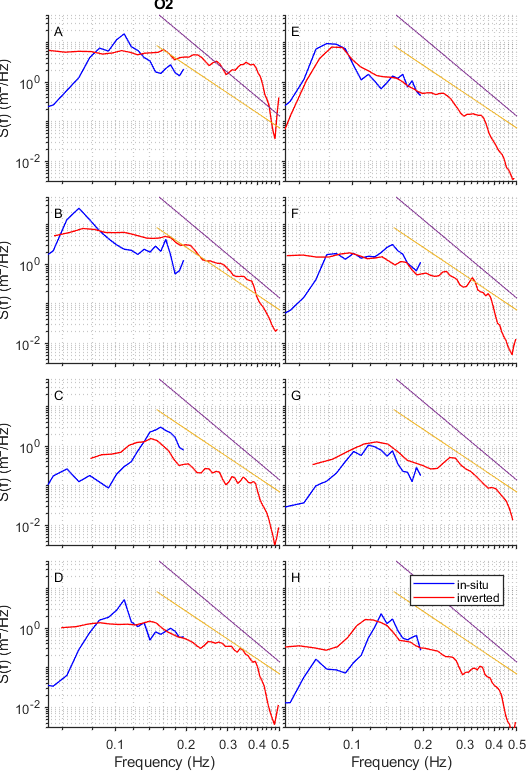 O2
A
E
S(f) (m²/Hz)
10⁰
10⁻²
B
F
S(f) (m²/Hz)
10⁰
10⁻²
C
G
S(f) (m²/Hz)
10⁰
10⁻²
D
H
in-situ
inverted
S(f) (m²/Hz)
10⁰
10⁻²
0.1 0.2 0.3 0.4 0.5 0.1 0.2 0.3 0.4 0.5
Frequency (Hz) Frequency (Hz)